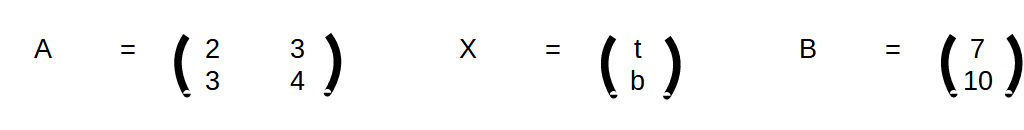 A = ( 2 3 ) X = ( t ) B = ( 7 )
3 4 b 10